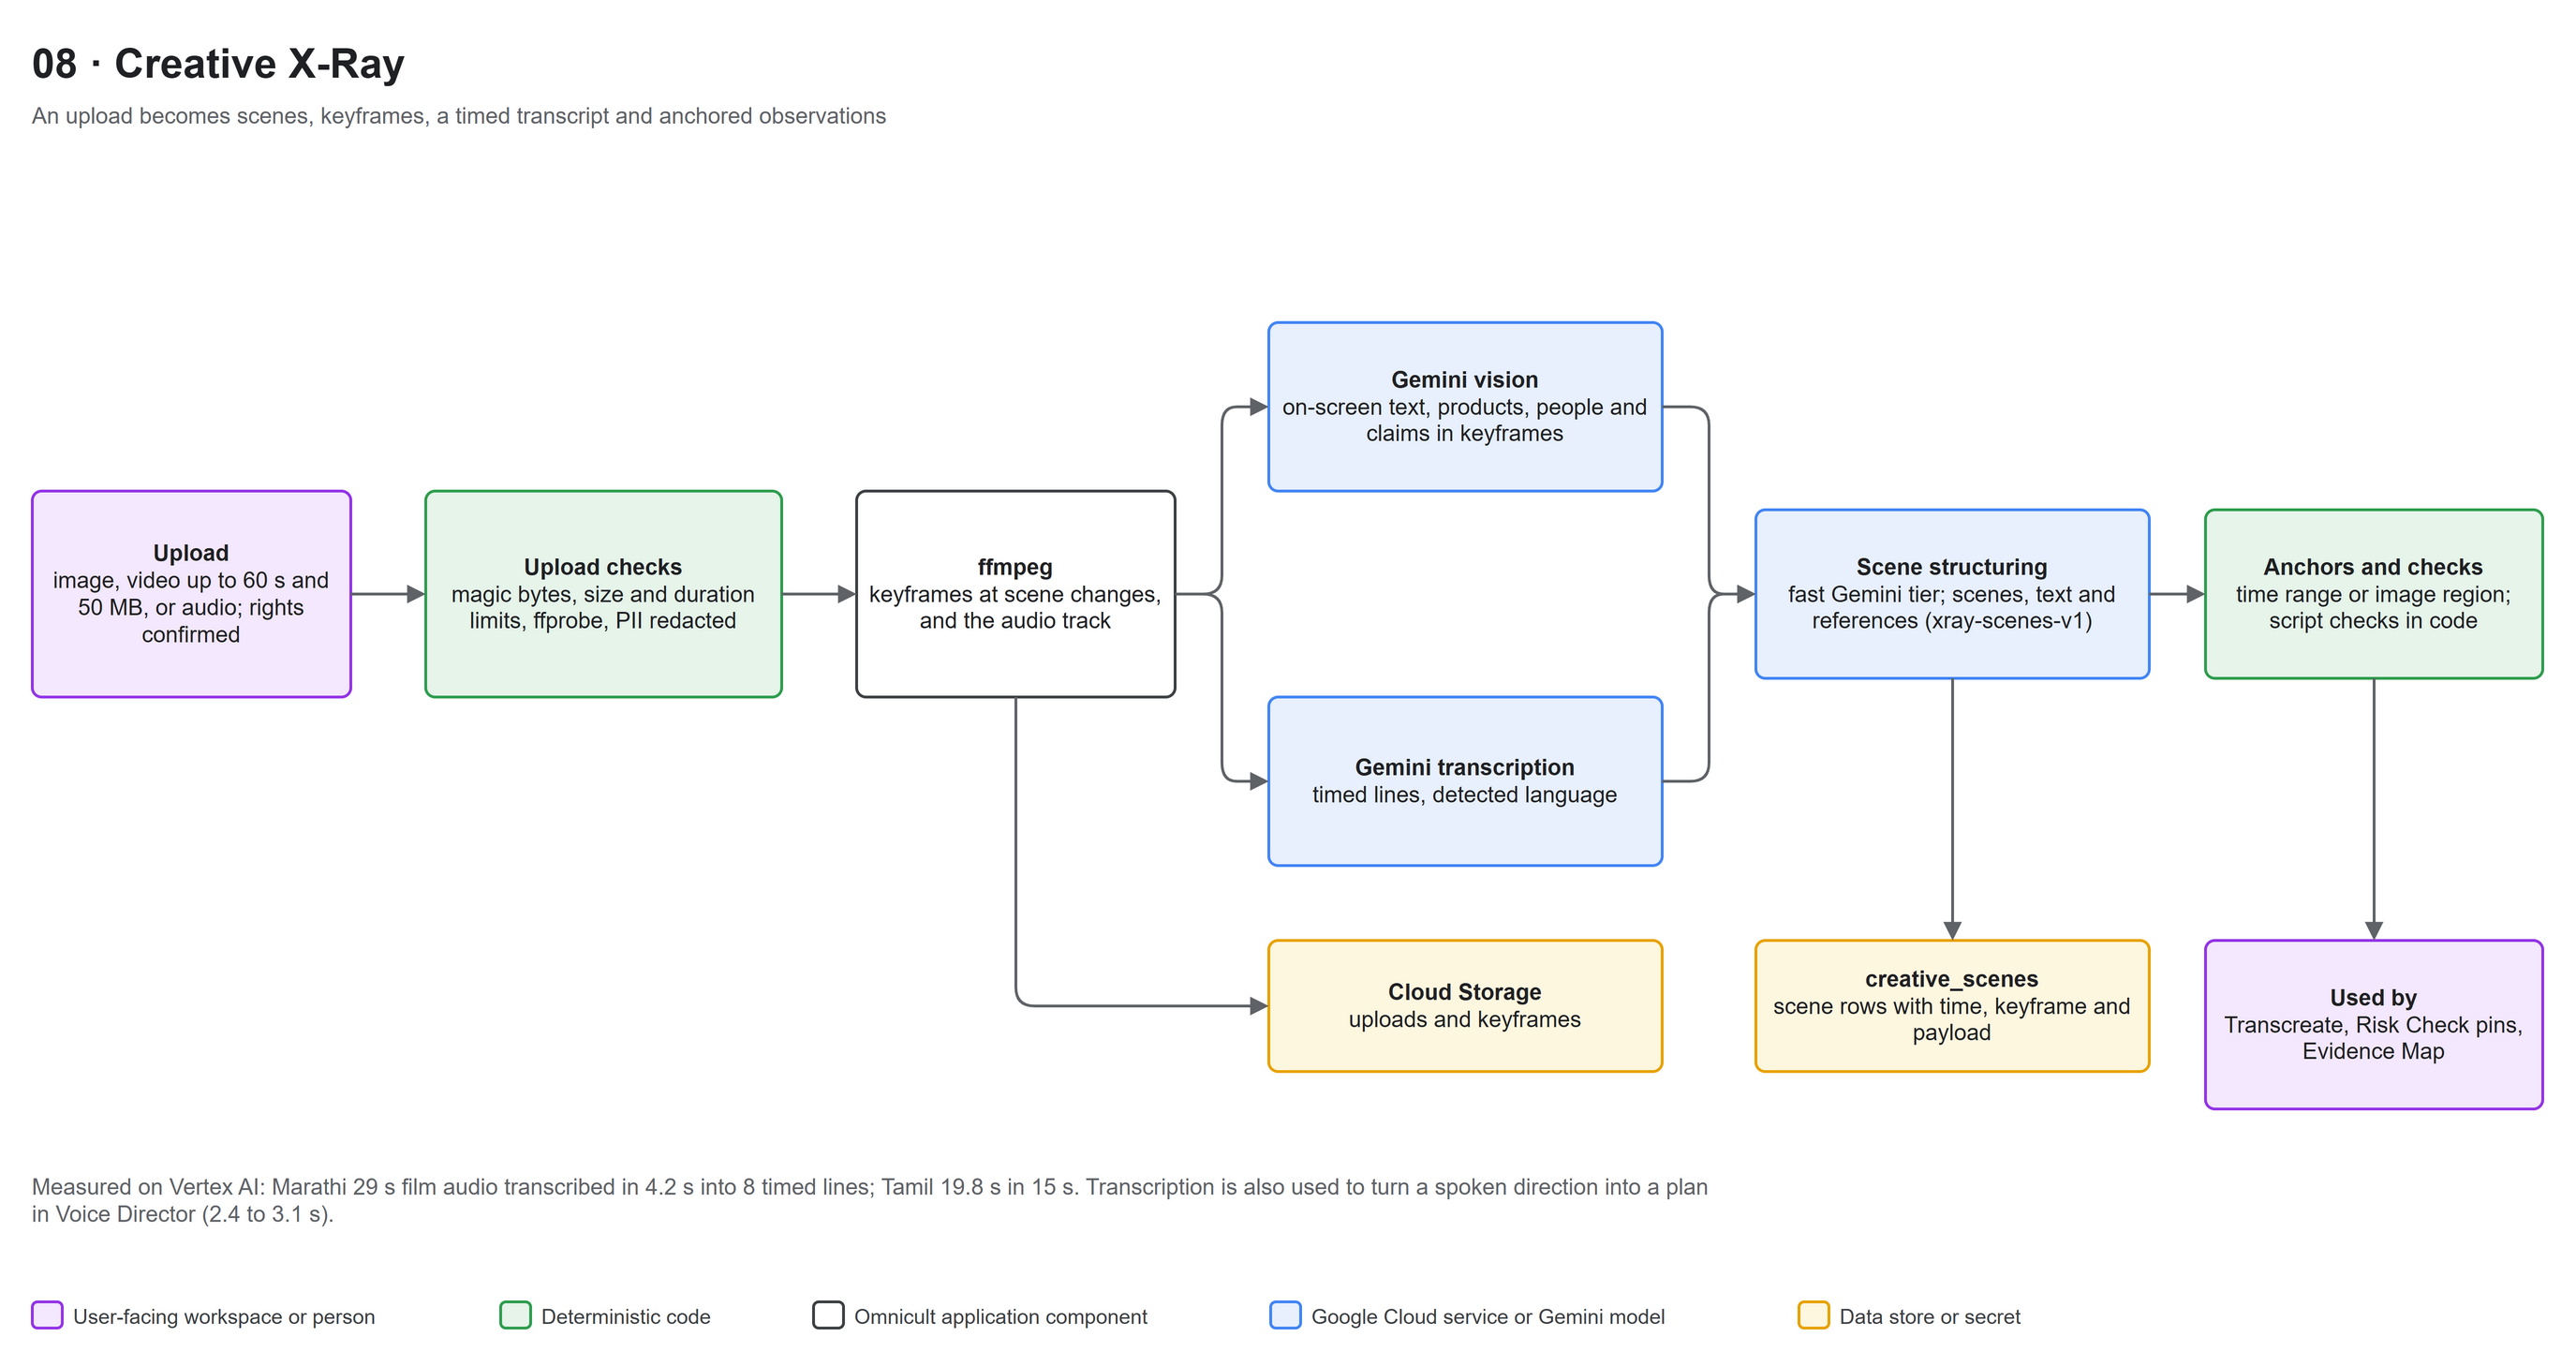 08 · Creative X-Ray
An upload becomes scenes, keyframes, a timed transcript and anchored observations
Upload
image, video up to 60 s and
50 MB, or audio; rights
confirmed
Upload checks
magic bytes, size and duration
limits, ffprobe, PII redacted
ffmpeg
keyframes at scene changes,
and the audio track
Gemini vision
on-screen text, products, people and
claims in keyframes
Gemini transcription
timed lines, detected language
Scene structuring
fast Gemini tier; scenes, text and
references (xray-scenes-v1)
Anchors and checks
time range or image region;
script checks in code
Cloud Storage
uploads and keyframes
creative_scenes
scene rows with time, keyframe and
payload
Used by
Transcreate, Risk Check pins,
Evidence Map
Measured on Vertex AI: Marathi 29 s film audio transcribed in 4.2 s into 8 timed lines; Tamil 19.8 s in 15 s. Transcription is also used to turn a spoken direction into a plan
in Voice Director (2.4 to 3.1 s).
User-facing workspace or person
Deterministic code
Omnicult application component
Google Cloud service or Gemini model
Data store or secret